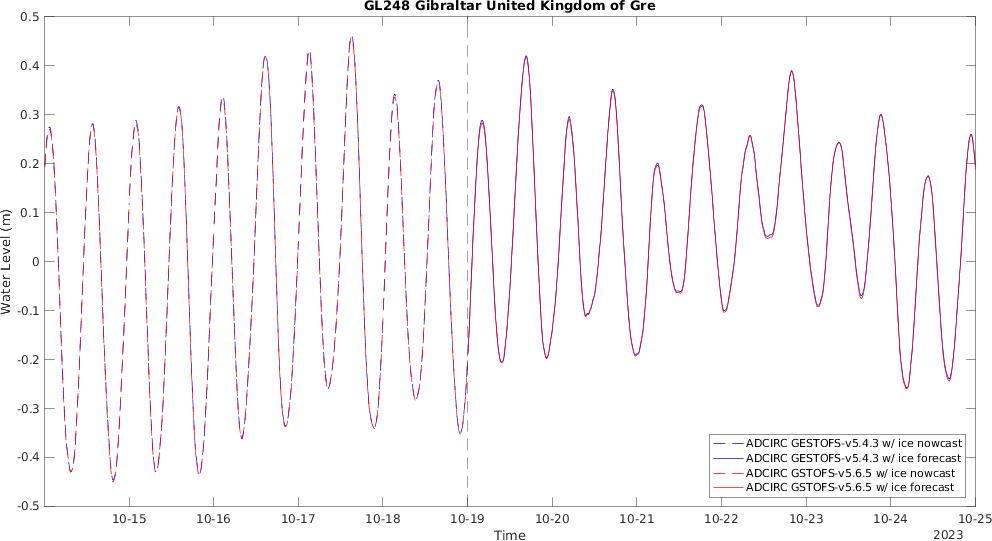 GL248 Gibraltar United Kingdom of Gre
0.5
0.4
0.3
0.2
0.1
0
-0.1
-0.2
-0.3
-0.4
-0.5
Water Level (m)
ADCIRC GESTOFS-v5.4.3 w/ ice nowcast
ADCIRC GESTOFS-v5.4.3 w/ ice forecast
ADCIRC GSTOFS-v5.6.5 w/ ice nowcast
ADCIRC GSTOFS-v5.6.5 w/ ice forecast
10-15 10-16 10-17 10-18 10-19 10-20 10-21 10-22 10-23 10-24 10-25
Time
2023